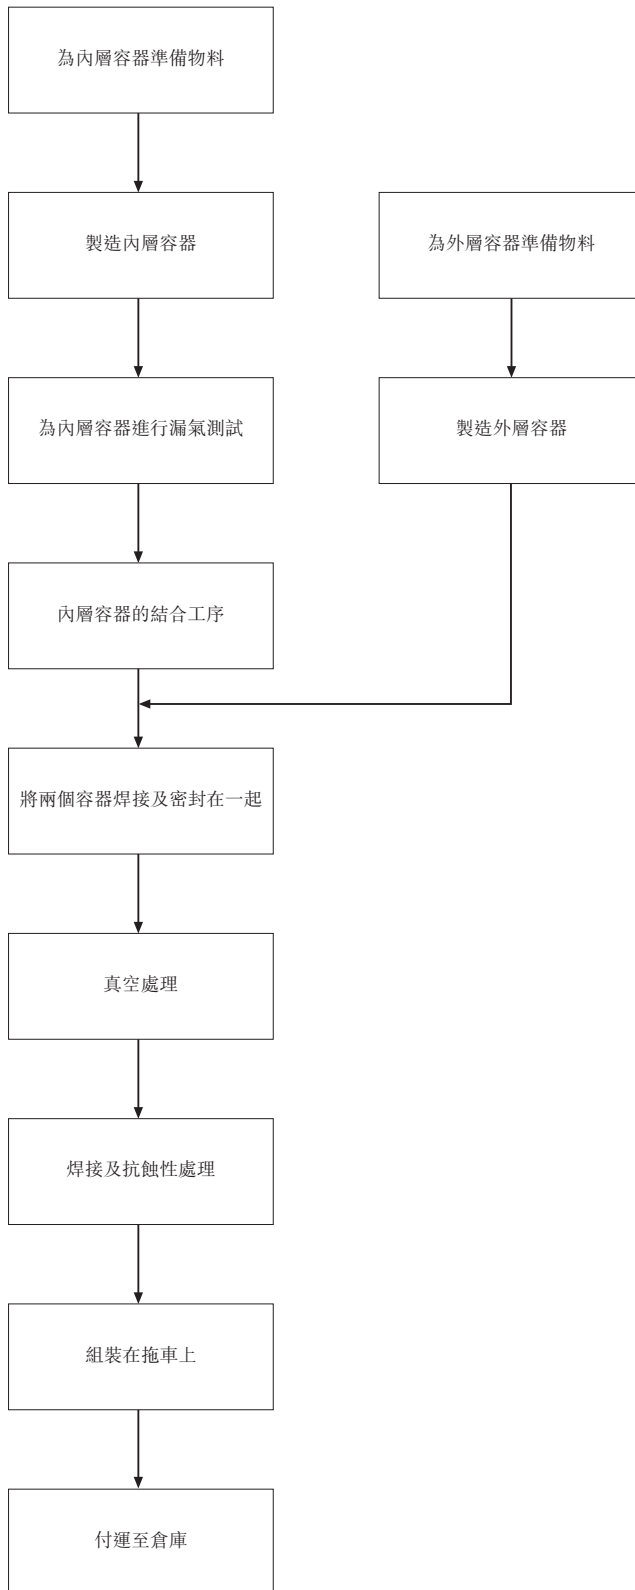 為內層容器準備物料
製造內層容器
為外層容器準備物料
為內層容器進行漏氣測試
製造外層容器
內層容器的結合工序
將兩個容器焊接及密封在一起
真空處理
焊接及抗蝕性處理
組裝在拖車上
付運至倉庫